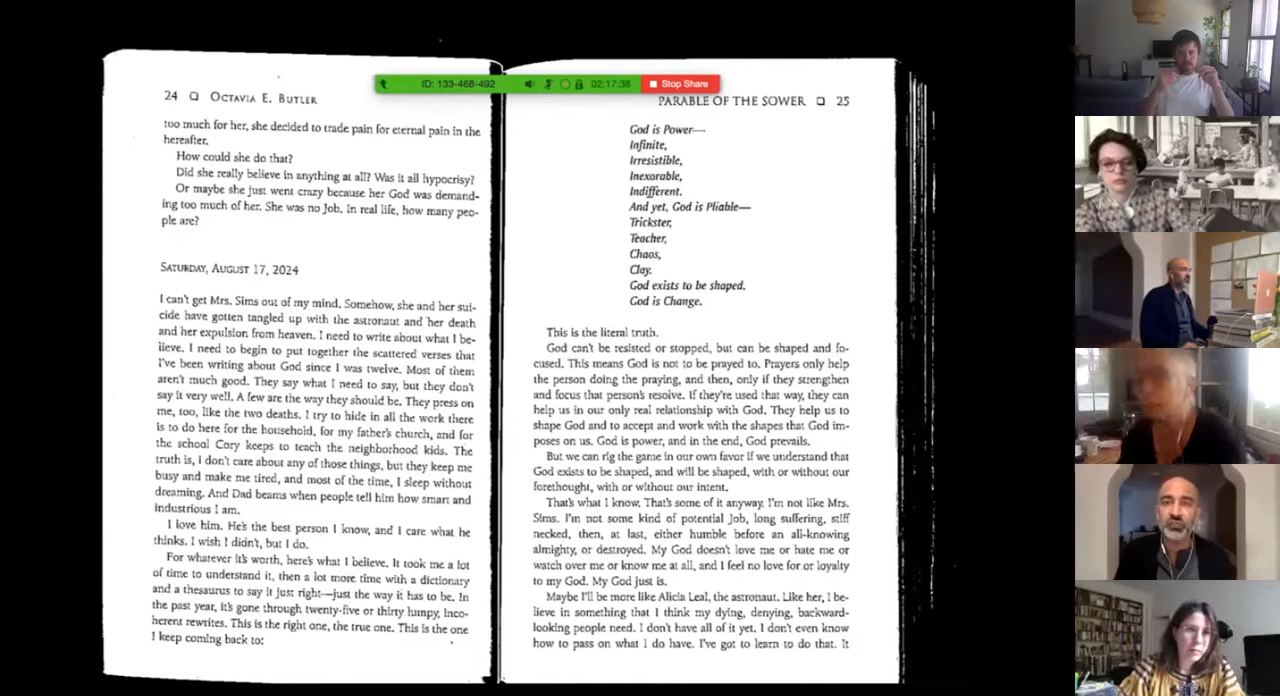 ID: 133-468-492
02:17:38
Stop Share
24 ❏ OCTAVIA E. BUTLER
too much for her, she decided to trade pain for eternal pain in the
hereafter.
How could she do that?
Did she really believe in anything at all? Was it all hypocrisy?
Or maybe she just went crazy because her God was demand-
ing too much of her. She was no Job. In real life, how many peo-
ple are?
SATURDAY, AUGUST 17, 2024
I can't get Mrs. Sims out of my mind. Somehow, she and her sui-
cide have gotten tangled up with the astronaut and her death
and her expulsion from heaven. I need to write about what I be-
lieve. I need to begin to put together the scattered verses that
I've been writing about God since I was twelve. Most of them
aren't much good. They say what I need to say, but they don't
say it very well. A few are the way they should be. They press on
me, too, like the two deaths. I try to hide in all the work there
is to do here for the household, for my father's church, and for
the school Cory keeps to teach the neighborhood kids. The
truth is, I don't care about any of those things, but they keep me
busy and make me tired, and most of the time, I sleep without
dreaming. And Dad beams when people tell him how smart and
industrious I am.
I love him. He's the best person I know, and I care what he
thinks. I wish I didn't, but I do.
For whatever it's worth, here's what I believe. It took me a lot
of time to understand it, then a lot more time with a dictionary
and a thesaurus to say it just right—just the way it has to be. In
the past year, it's gone through twenty-five or thirty lumpy, inco-
herent rewrites. This is the right one, the true one. This is the one
I keep coming back to:
PARABLE OF THE SOWER ❏ 25
God is Power—
Infinite,
Irresistible,
Inexorable,
Indifferent.
And yet, God is Pliable—
Trickster,
Teacher,
Chaos,
Clay.
God exists to be shaped.
God is Change.
This is the literal truth.
God can't be resisted or stopped, but can be shaped and fo-
cused. This means God is not to be prayed to. Prayers only help
the person doing the praying, and then, only if they strengthen
and focus that person's resolve. If they're used that way, they can
help us in our only real relationship with God. They help us to
shape God and to accept and work with the shapes that God im-
poses on us. God is power, and in the end, God prevails.
But we can rig the game in our own favor if we understand that
God exists to be shaped, and will be shaped, with or without our
forethought, with or without our intent.
That's what I know. That's some of it anyway. I'm not like Mrs.
Sims. I'm not some kind of potential Job, long suffering, stiff
necked, then, at last, either humble before an all-knowing
almighty, or destroyed. My God doesn't love me or hate me or
watch over me or know me at all, and I feel no love for or loyalty
to my God. My God just is.
Maybe I'll be more like Alicia Leal, the astronaut. Like her, I be-
lieve in something that I think my dying, denying, backward-
looking people need. I don't have all of it yet. I don't even know
how to pass on what I do have. I've got to learn to do that. It